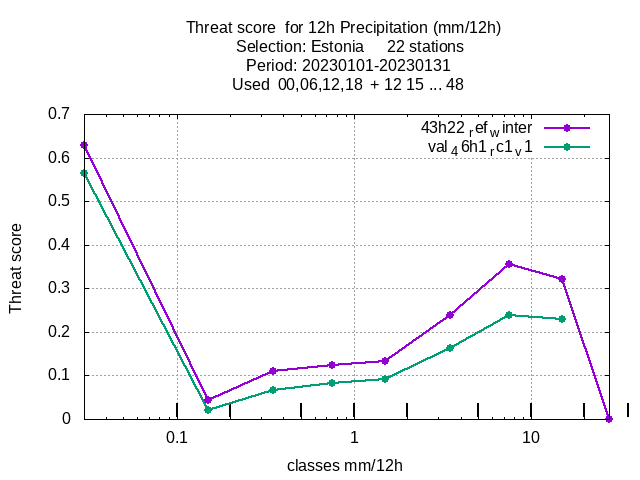 Threat score  for 12h Precipitation (mm/12h)
Selection: Estonia     22 stations
Period: 20230101-20230131
Used  00,06,12,18  + 12 15 ... 48
0.7
43h22refwinter
val46h1rc1v1
0.6
0.5
0.4
0.3
0.2
0.1
0
Threat score
0.1 1 10
classes mm/12h